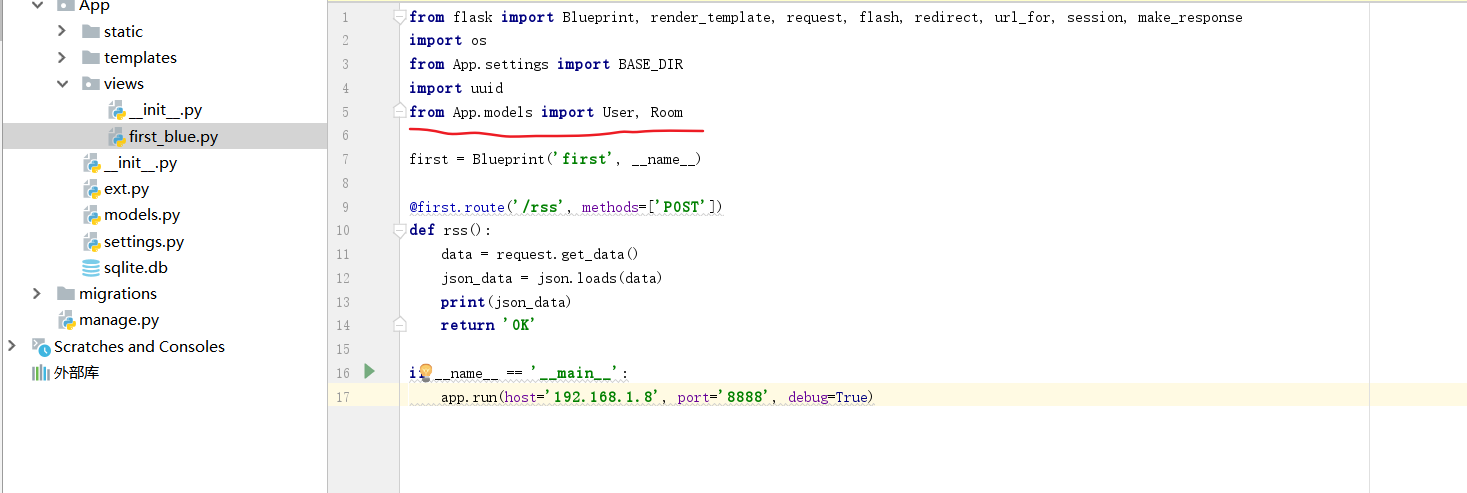 App
static
templates
views
__init__.py
first_blue.py
__init__.py
ext.py
models.py
settings.py
sqlite.db
migrations
manage.py
Scratches and Consoles
外部库
1 from flask import Blueprint, render_template, request, flash, redirect, url_for, session, make_response
2 import os
3 from App.settings import BASE_DIR
4 import uuid
5 from App.models import User, Room
6
7 first = Blueprint('first', __name__)
8
9 @first.route('/rss', methods=['POST'])
10 def rss():
11     data = request.get_data()
12     json_data = json.loads(data)
13     print(json_data)
14     return 'OK'
15
16 if __name__ == '__main__':
17     app.run(host='192.168.1.8', port='8888', debug=True)